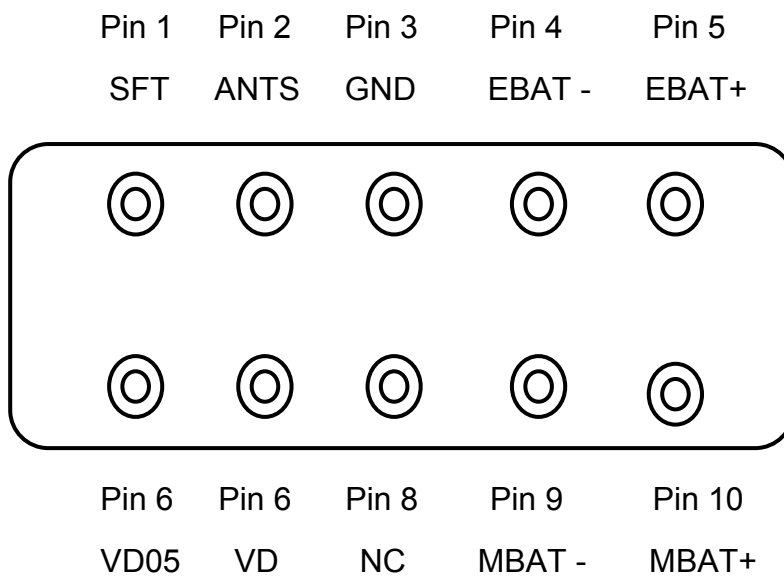 Pin 1 Pin 2 Pin 3 Pin 4 Pin 5
SFT ANTS GND EBAT - EBAT+
Pin 6 Pin 6 Pin 8 Pin 9 Pin 10
VD05 VD NC MBAT - MBAT+